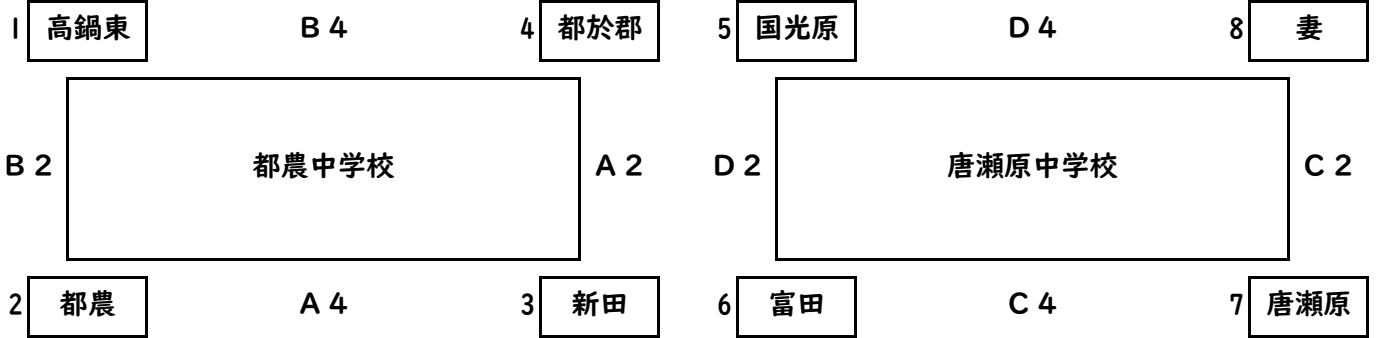 1 高鍋東 B4 4 都於郡 5 国光原 D4 8 妻
B2 都農中学校 A2 D2 唐瀬原中学校 C2
2 都農 A4 3 新田 6 富田 C4 7 唐瀬原